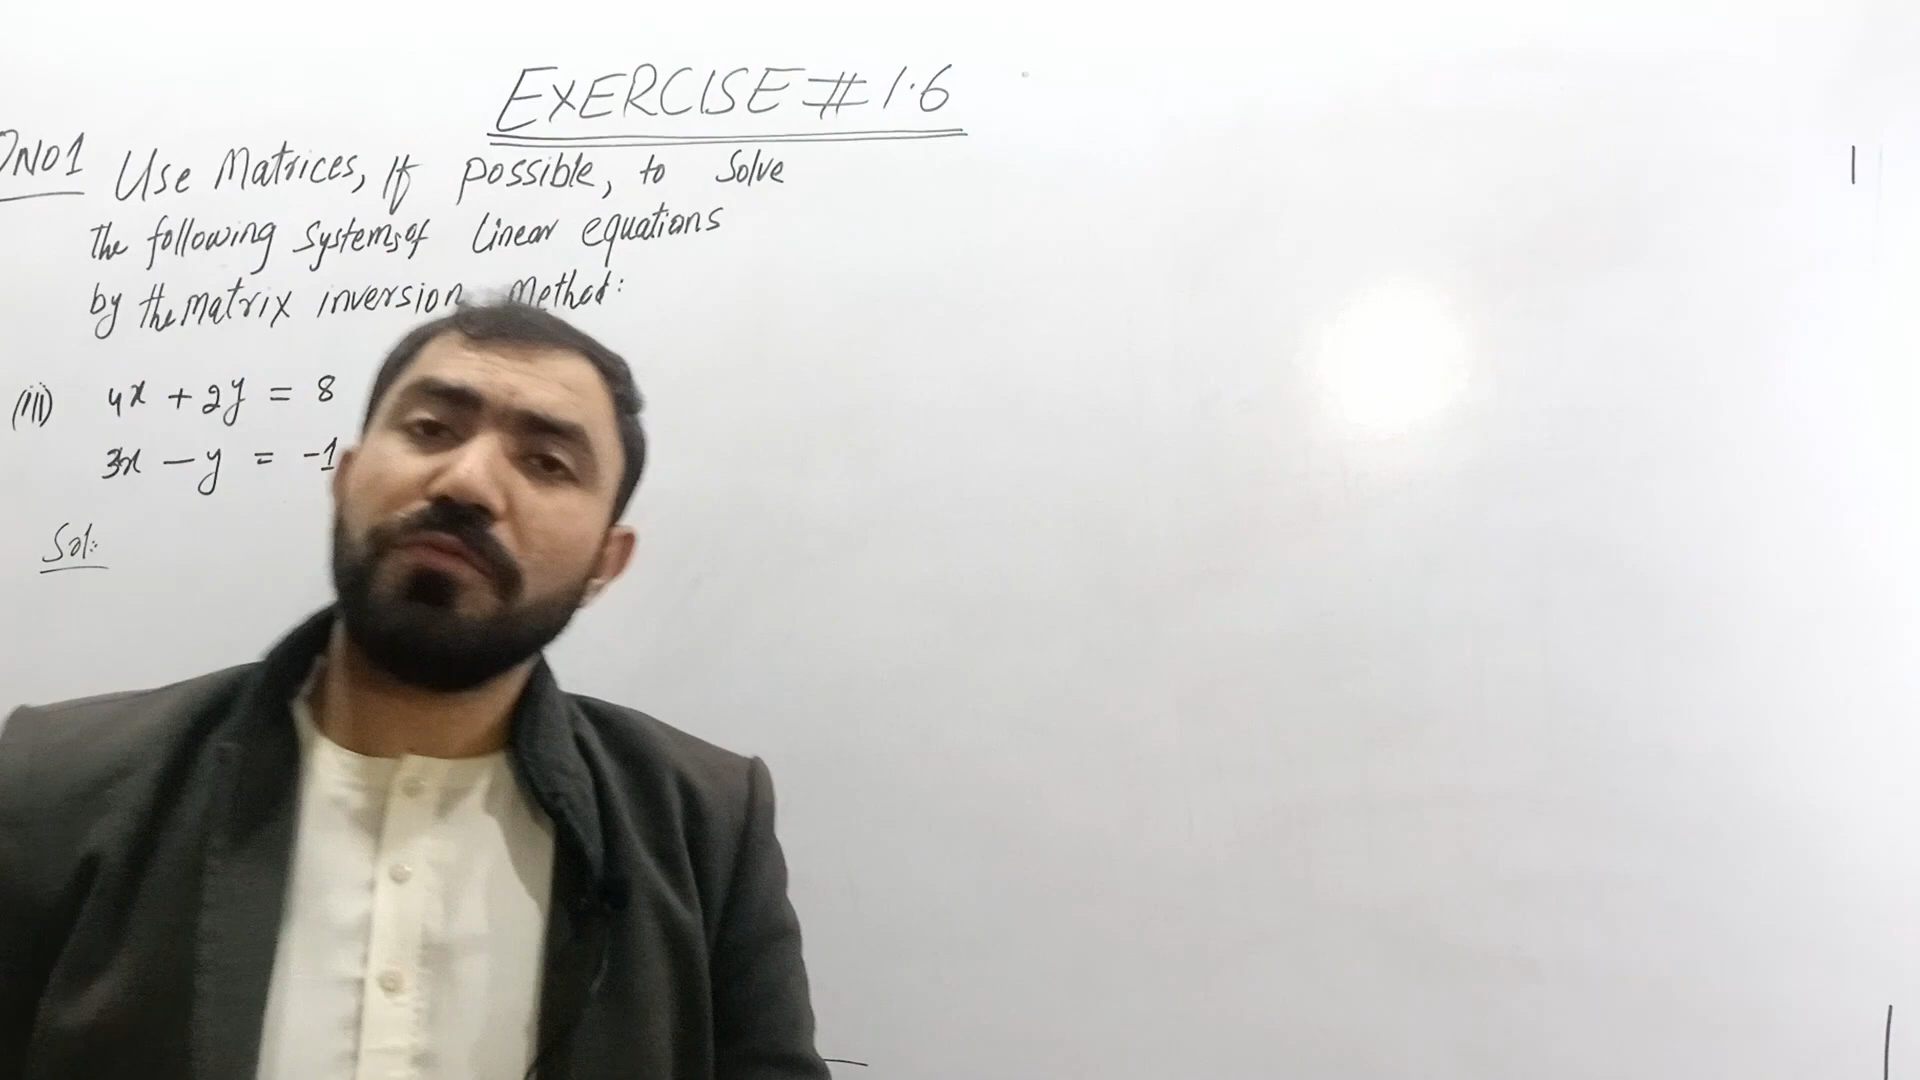 EXERCISE # 1.6
QNO1 Use Matrices, If possible, to Solve
the following systems of linear equations
by the matrix inversion method:
(iii) 4x + 2y = 8
3x - y = -1
Sol: